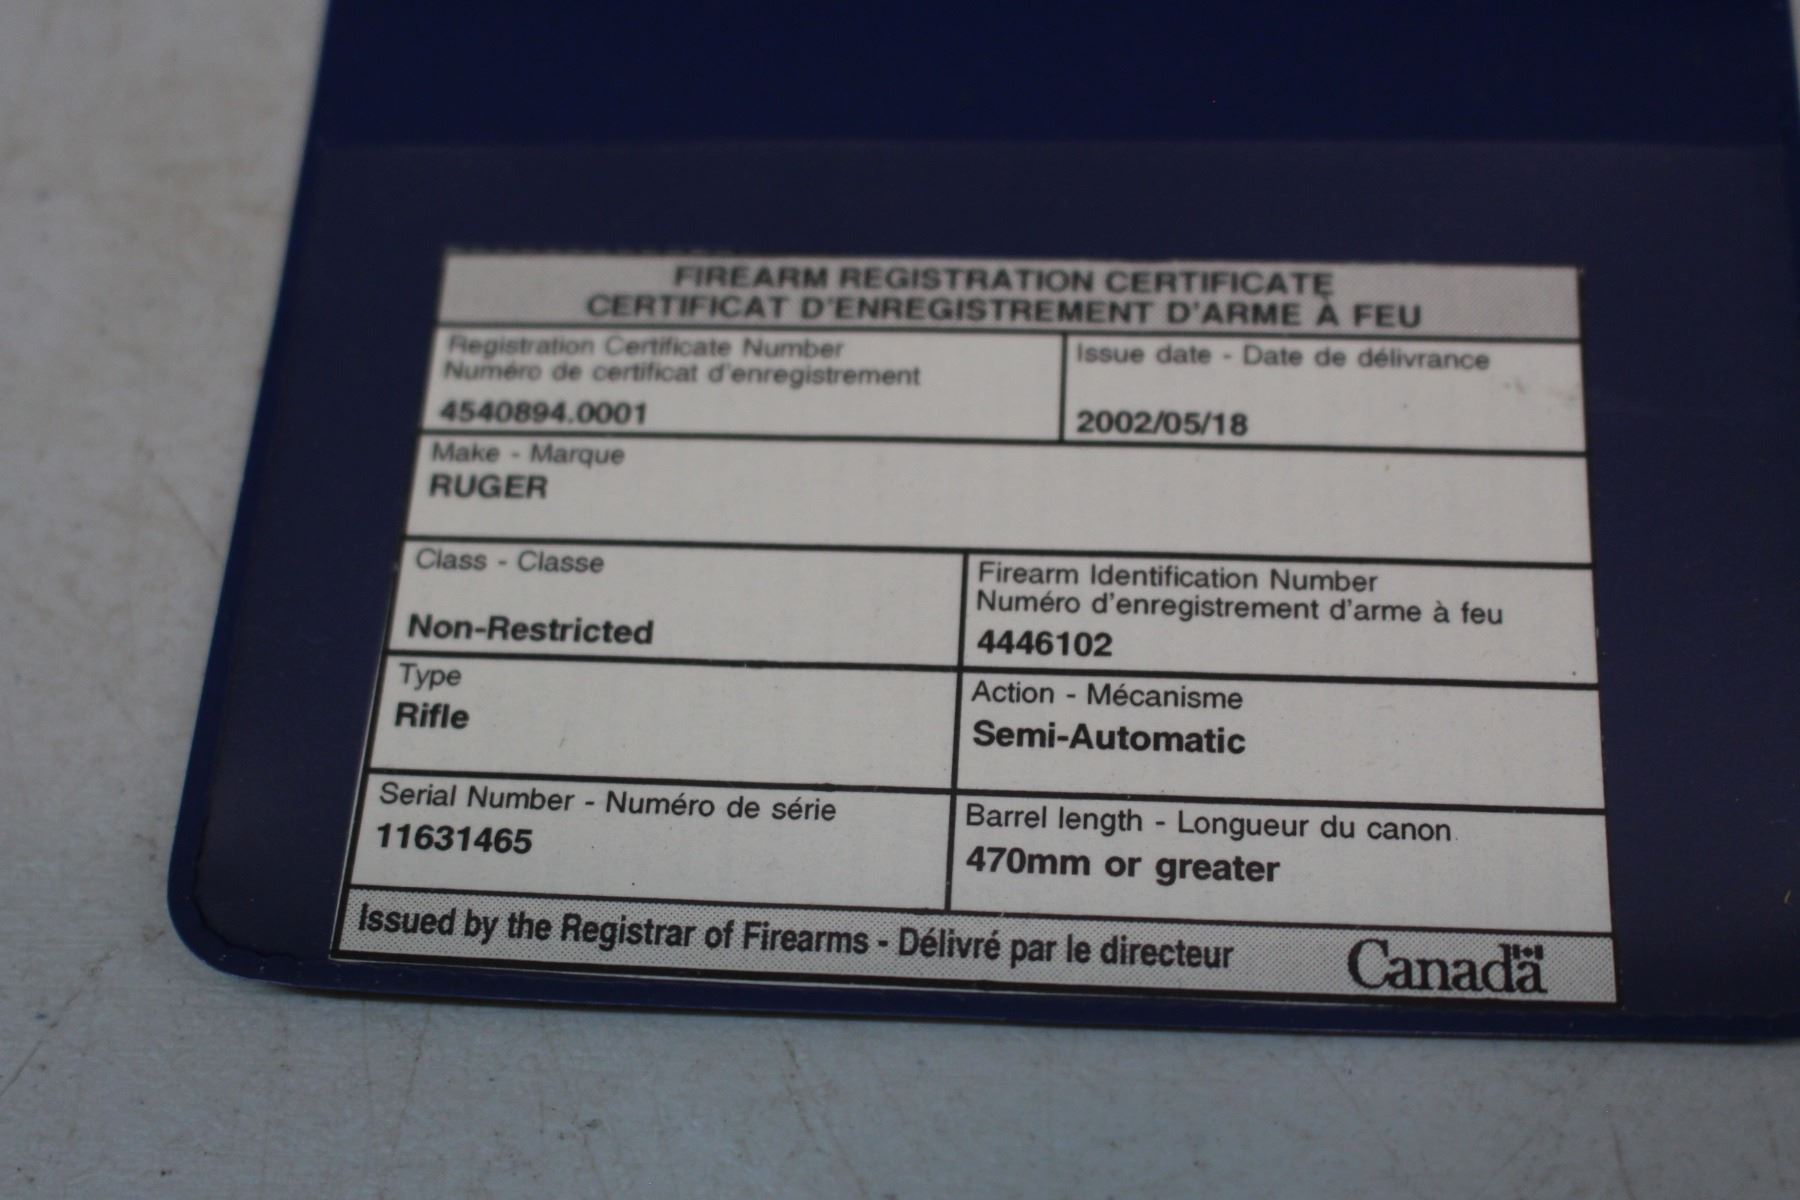 FIREARM REGISTRATION CERTIFICATE
CERTIFICAT D'ENREGISTREMENT D'ARME À FEU
Registration Certificate Number
Numéro de certificat d'enregistrement
4540894.0001
Issue date - Date de délivrance
2002/05/18
Make - Marque
RUGER
Class - Classe
Non-Restricted
Firearm Identification Number
Numéro d'enregistrement d'arme à feu
4446102
Type
Rifle
Action - Mécanisme
Semi-Automatic
Serial Number - Numéro de série
11631465
Barrel length - Longueur du canon
470mm or greater
Issued by the Registrar of Firearms - Délivré par le directeur
Canada